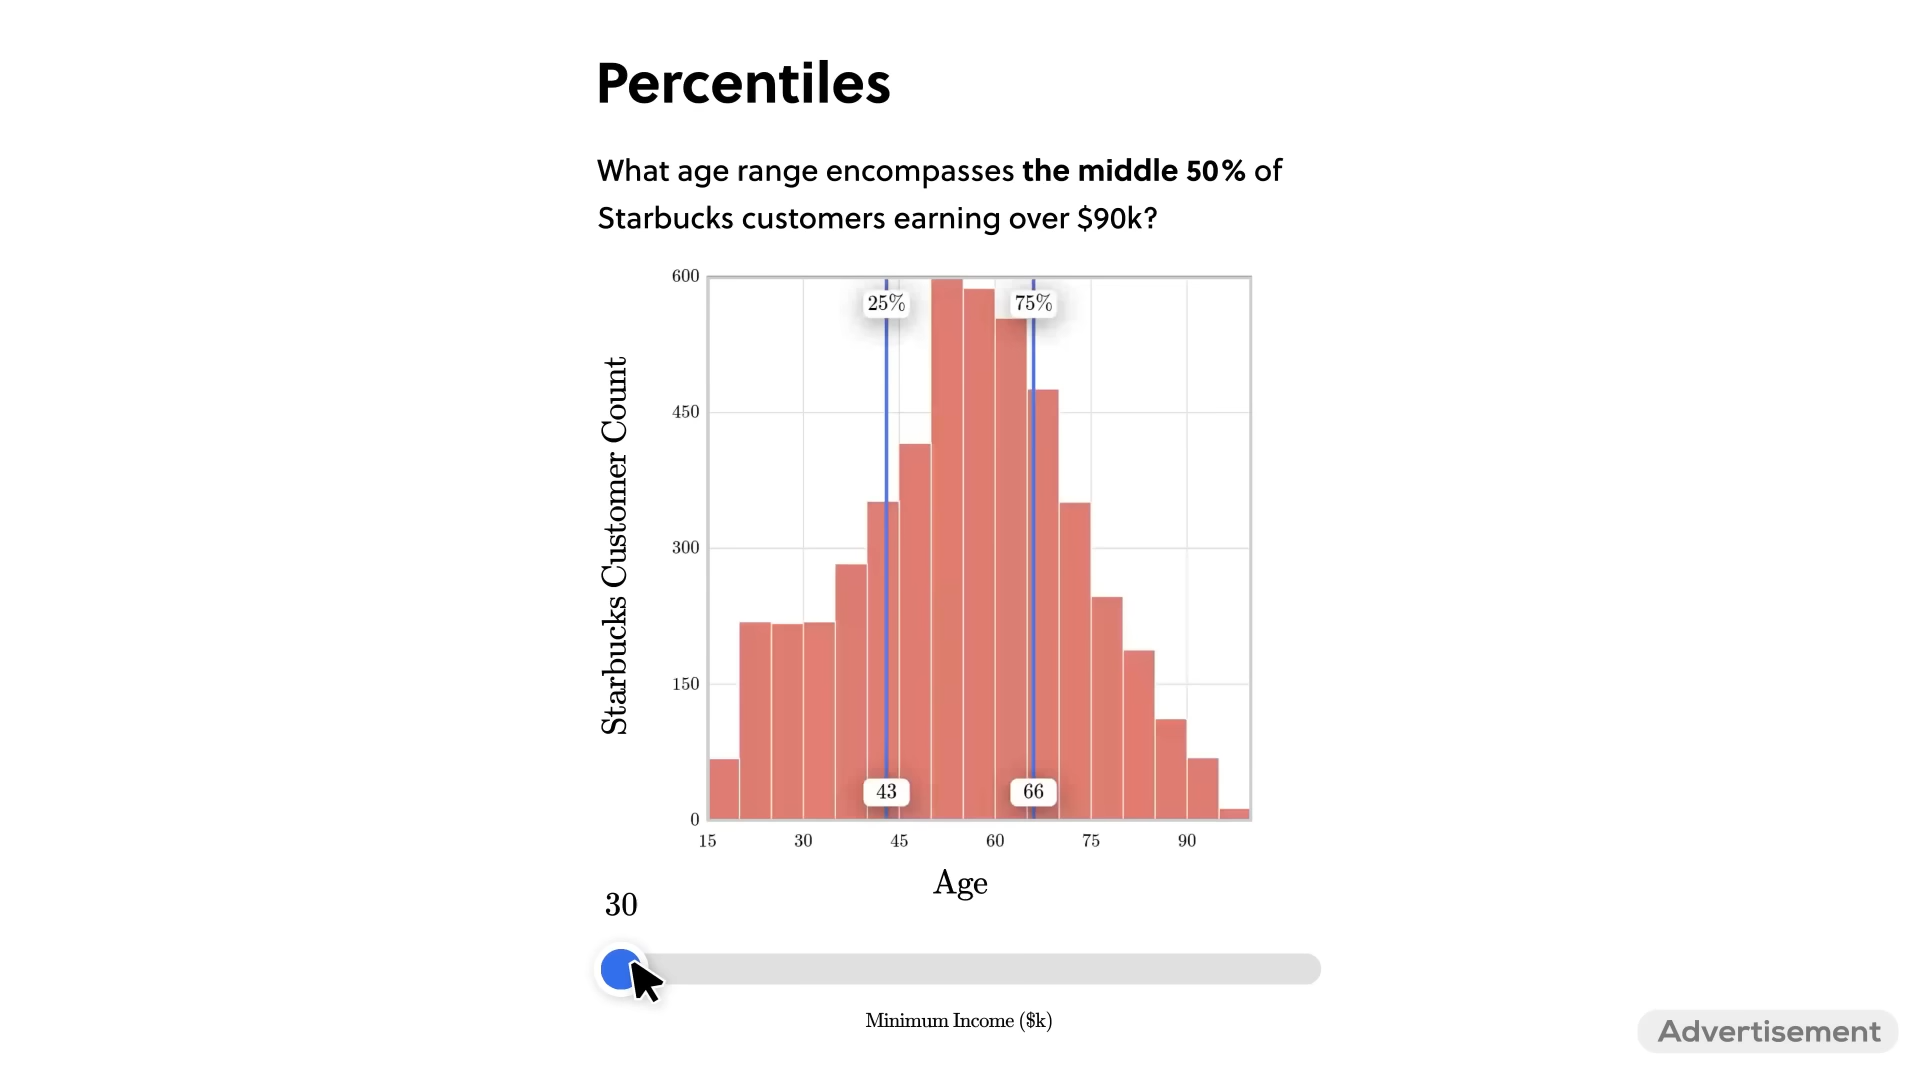 Percentiles
What age range encompasses the middle 50% of
Starbucks customers earning over $90k?
600
450
300
150
0
Starbucks Customer Count
25%
75%
43
66
15
30
45
60
75
90
Age
30
Minimum Income ($k)
Advertisement